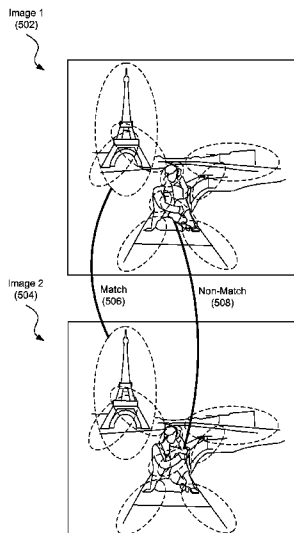 Image 1
(502)
Image 2
(504)
Match
(506)
Non-Match
(508)